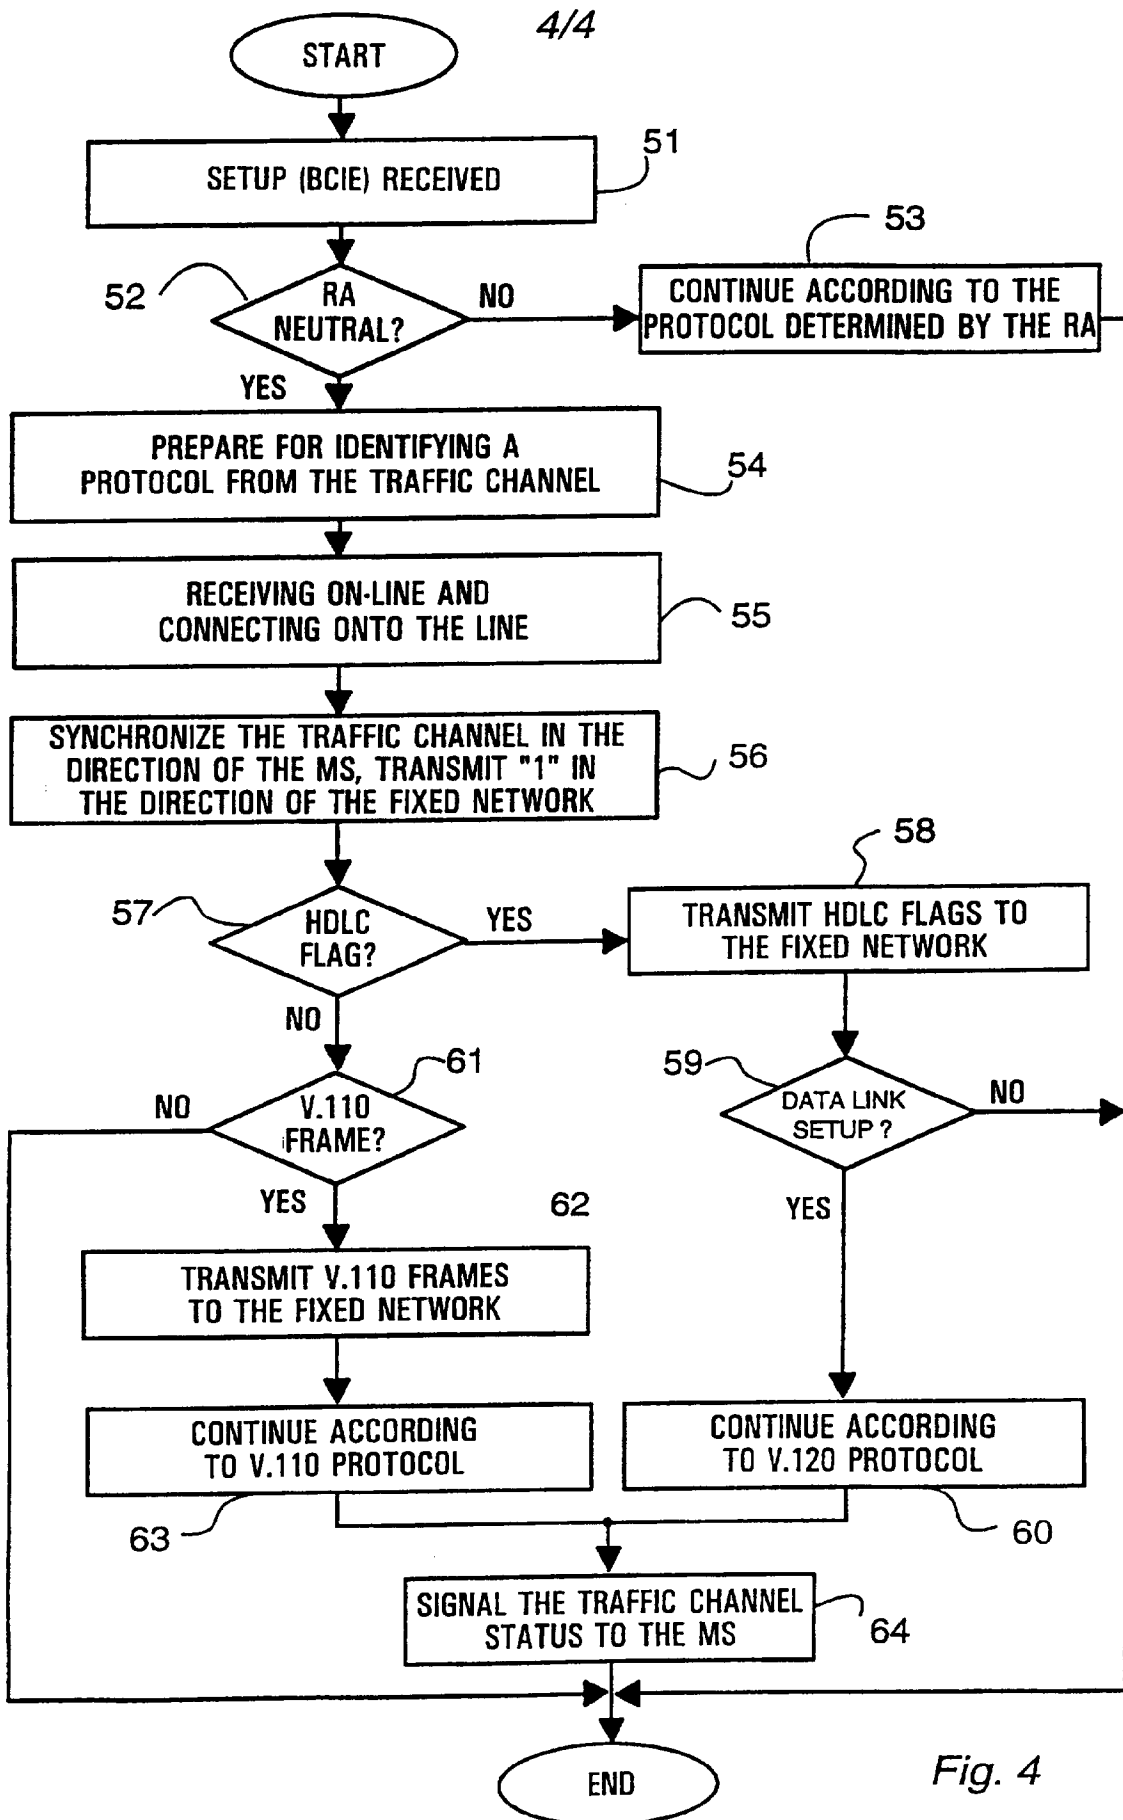 4/4
START
51
SETUP (BCIE) RECEIVED
53
52
RA
NEUTRAL?
NO
CONTINUE ACCORDING TO THE
PROTOCOL DETERMINED BY THE RA
YES
PREPARE FOR IDENTIFYING A
PROTOCOL FROM THE TRAFFIC CHANNEL
54
RECEIVING ON-LINE AND
CONNECTING ONTO THE LINE
55
SYNCHRONIZE THE TRAFFIC CHANNEL IN THE
DIRECTION OF THE MS, TRANSMIT "1" IN
THE DIRECTION OF THE FIXED NETWORK
56
58
57
HDLC
FLAG?
YES
TRANSMIT HDLC FLAGS TO
THE FIXED NETWORK
NO
61
59
NO
V.110
FRAME?
DATA LINK
SETUP ?
NO
YES
62
YES
TRANSMIT V.110 FRAMES
TO THE FIXED NETWORK
CONTINUE ACCORDING
TO V.110 PROTOCOL
CONTINUE ACCORDING
TO V.120 PROTOCOL
63
60
SIGNAL THE TRAFFIC CHANNEL
STATUS TO THE MS
64
END
Fig. 4